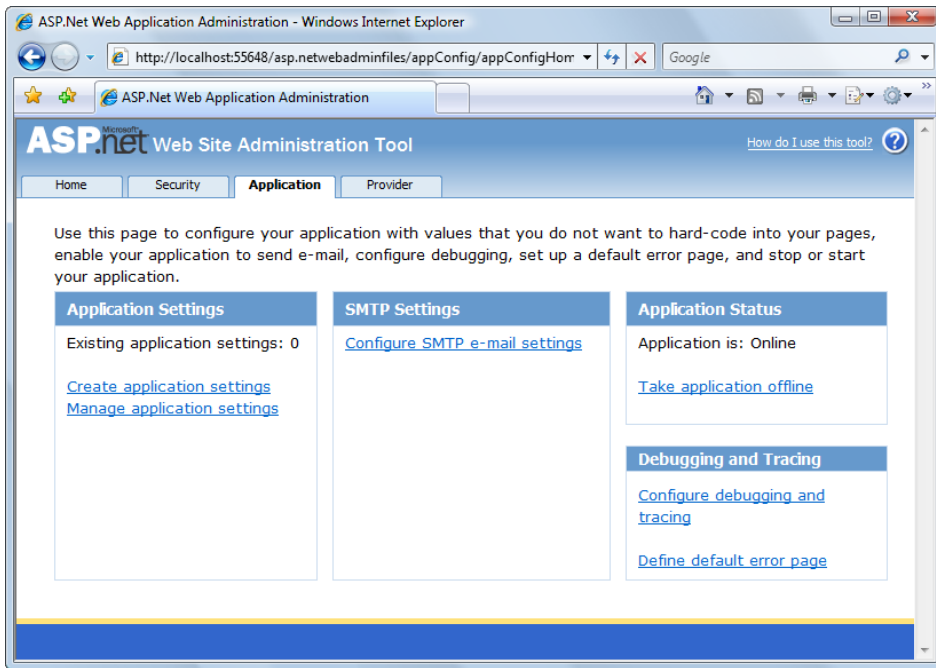 ASP.Net Web Application Administration - Windows Internet Explorer
http://localhost:55648/asp.netwebadminfiles/appConfig/appConfigHom
Google
ASP.Net Web Application Administration
Microsoft
ASP.net Web Site Administration Tool
How do I use this tool? ?
Home Security Application Provider
Use this page to configure your application with values that you do not want to hard-code into your pages,
enable your application to send e-mail, configure debugging, set up a default error page, and stop or start
your application.
Application Settings
Existing application settings: 0
Create application settings
Manage application settings
SMTP Settings
Configure SMTP e-mail settings
Application Status
Application is: Online
Take application offline
Debugging and Tracing
Configure debugging and
tracing
Define default error page